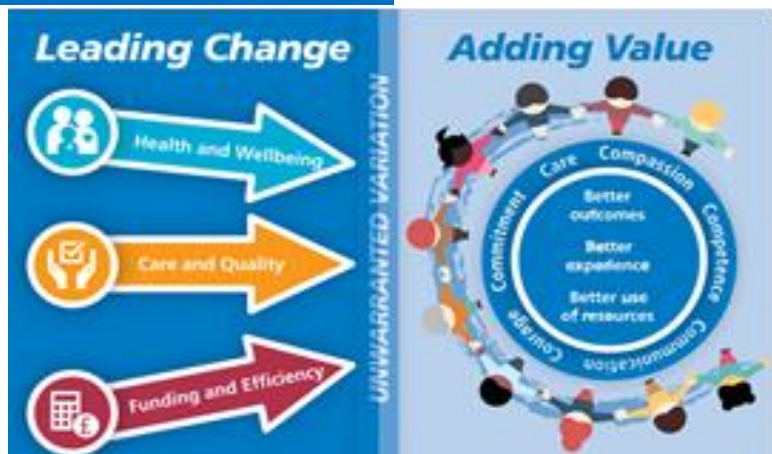 Leading Change
Adding Value
Health and Wellbeing
Care and Quality
Funding and Efficiency
£
UNWARRANTED VARIATION
Commitment Care Compassion Competence Communication Courage
Better
outcomes
Better
experience
Better use
of resources